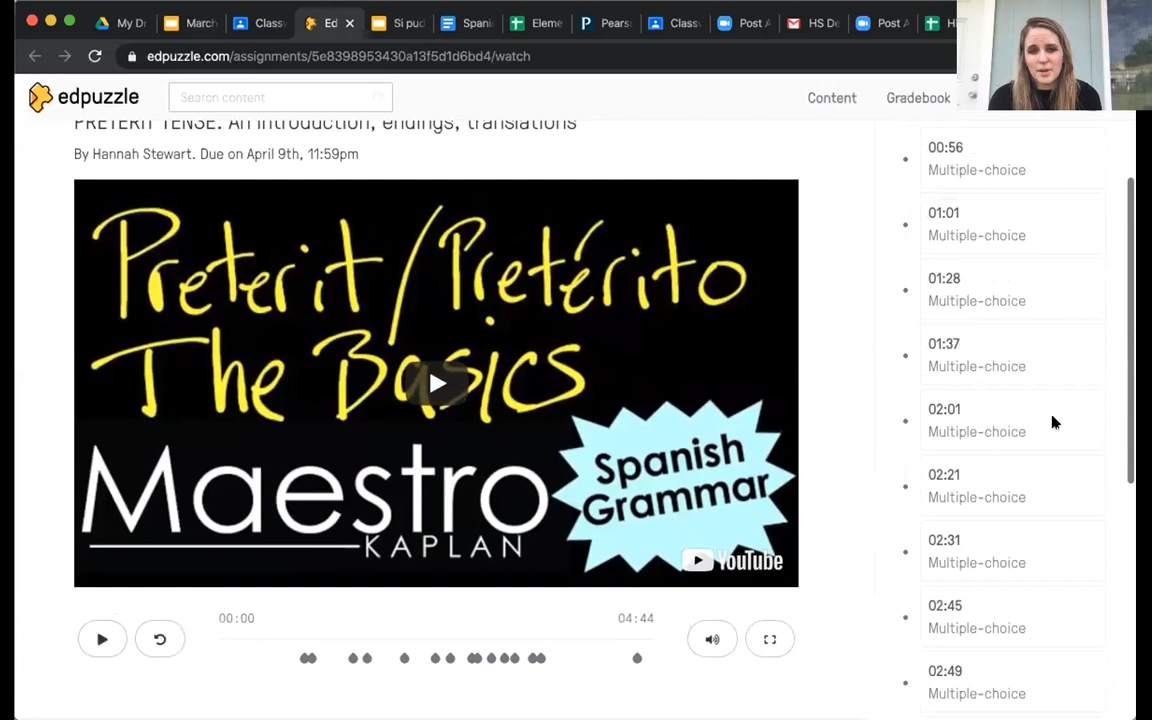 My Dr
March
Classv
Ed
Si pud
Spani
Eleme
Pears
Classv
Post A
HS De
Post A
H
edpuzzle.com/assignments/5e8398953430a13f5d1d6bd4/watch
edpuzzle
Search content
Content
Gradebook
PRETERIT TENSE: An introduction, endings, translations
By Hannah Stewart. Due on April 9th, 11:59pm
Preterit/Pretérito
The Basics
Maestro
KAPLAN
Spanish
Grammar
YouTube
00:00
04:44
00:56
Multiple-choice
01:01
Multiple-choice
01:28
Multiple-choice
01:37
Multiple-choice
02:01
Multiple-choice
02:21
Multiple-choice
02:31
Multiple-choice
02:45
Multiple-choice
02:49
Multiple-choice